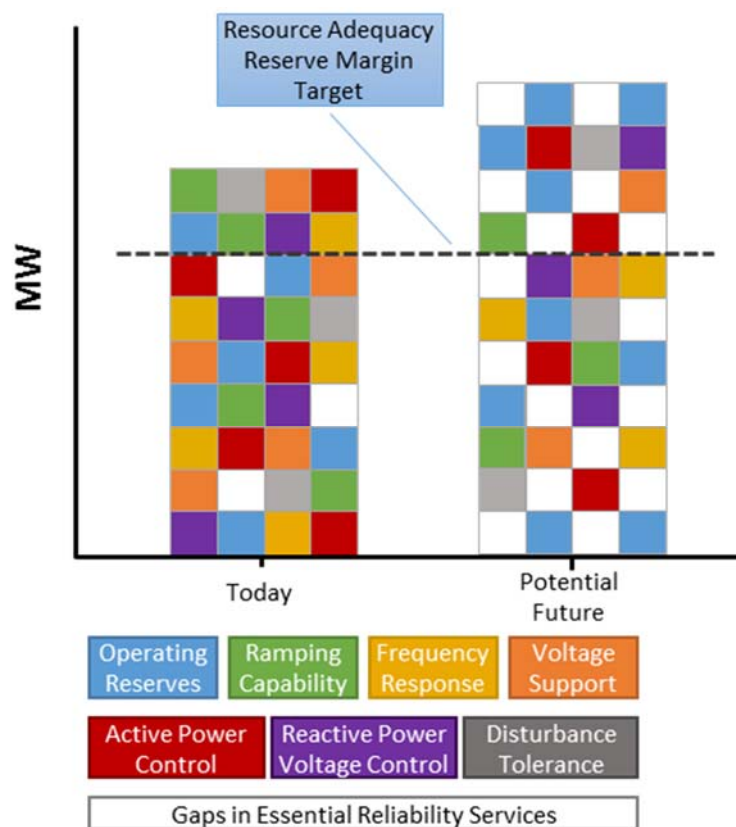 Resource Adequacy
Reserve Margin
Target
MW
Today
Potential
Future
Operating
Reserves
Ramping
Capability
Frequency
Response
Voltage
Support
Active Power
Control
Reactive Power
Voltage Control
Disturbance
Tolerance
Gaps in Essential Reliability Services